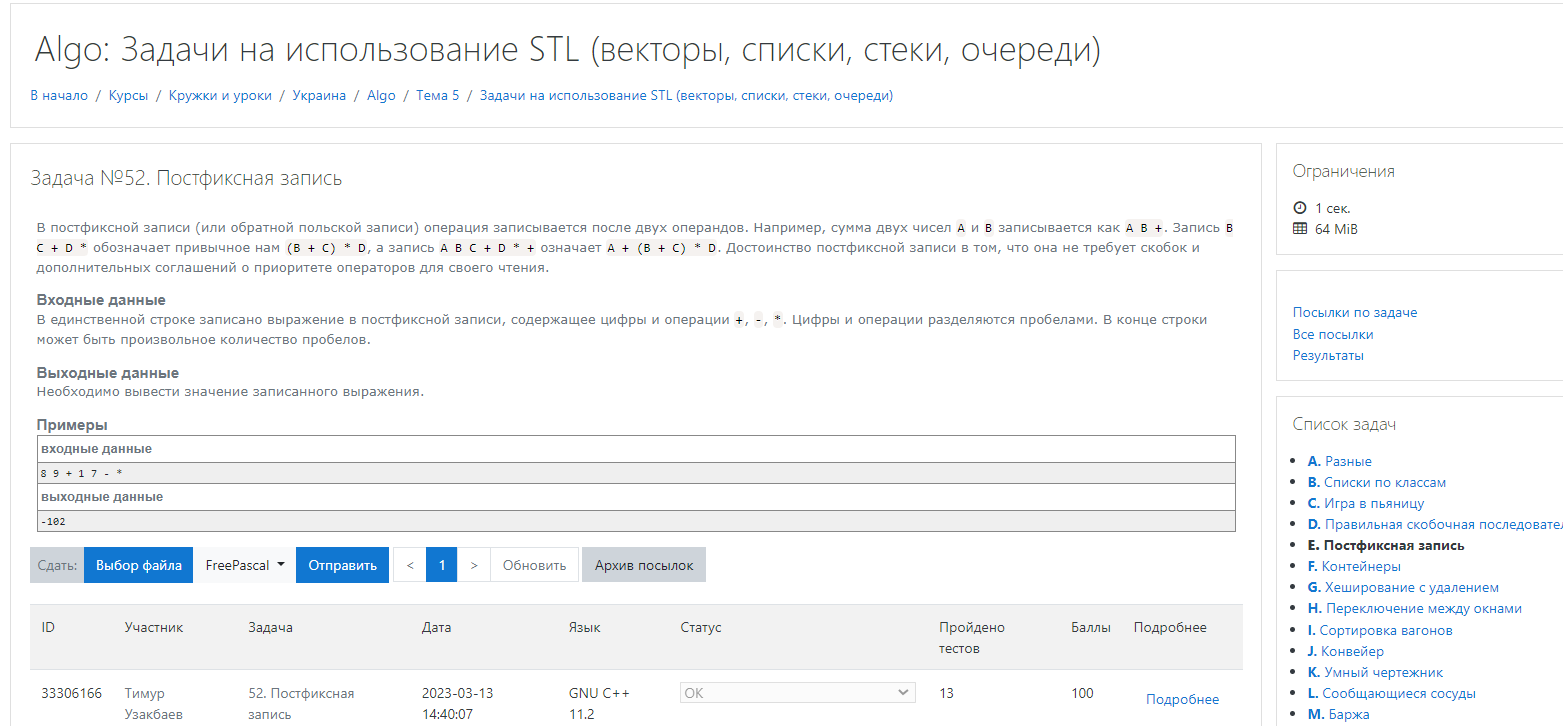 Algo: Задачи на использование STL (векторы, списки, стеки, очереди)
В начало / Курсы / Кружки и уроки / Украина / Algo / Тема 5 / Задачи на использование STL (векторы, списки, стеки, очереди)
Задача №52. Постфиксная запись
В постфиксной записи (или обратной польской записи) операция записывается после двух операндов. Например, сумма двух чисел A и B записывается как A B +. Запись B
C + D * обозначает привычное нам (B + C) * D, а запись A B C + D * + означает A + (B + C) * D. Достоинство постфиксной записи в том, что она не требует скобок и
дополнительных соглашений о приоритете операторов для своего чтения.
Входные данные
В единственной строке записано выражение в постфиксной записи, содержащее цифры и операции +, -, *. Цифры и операции разделяются пробелами. В конце строки
может быть произвольное количество пробелов.
Выходные данные
Необходимо вывести значение записанного выражения.
Примеры
входные данные
8 9 + 1 7 - *
выходные данные
-102
Сдать: Выбор файла FreePascal Отправить < 1 > Обновить Архив посылок
ID Участник Задача Дата Язык Статус Пройдено тестов Баллы Подробнее
33306166 Тимур Узакбаев 52. Постфиксная запись 2023-03-13 14:40:07 GNU C++ 11.2 OK 13 100 Подробнее
Ограничения
1 сек.
64 MiB
Посылки по задаче
Все посылки
Результаты
Список задач
A. Разные
B. Списки по классам
C. Игра в пьяницу
D. Правильная скобочная последовате
E. Постфиксная запись
F. Контейнеры
G. Хеширование с удалением
H. Переключение между окнами
I. Сортировка вагонов
J. Конвейер
K. Умный чертежник
L. Сообщающиеся сосуды
M. Баржа